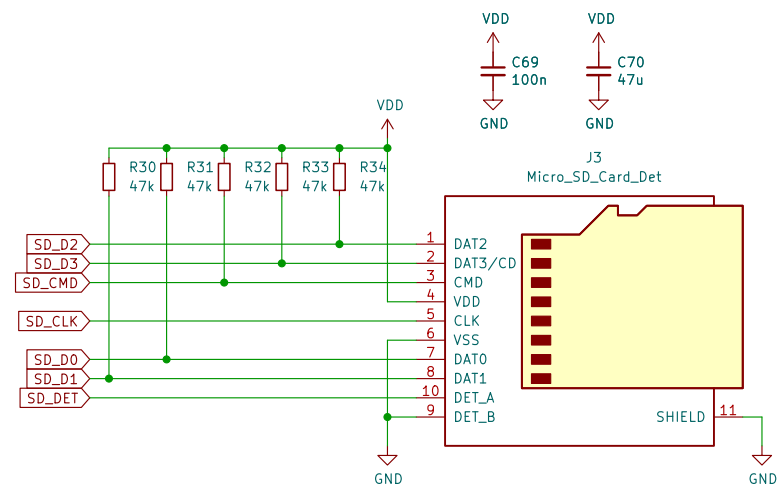 VDD VDD
C69 C70
100n 47u
GND GND
VDD
J3
Micro_SD_Card_Det
R30 R31 R32 R33 R34
47k 47k 47k 47k 47k
SD_D2 1 DAT2
SD_D3 2 DAT3/CD
SD_CMD 3 CMD
4 VDD
SD_CLK 5 CLK
6 VSS
SD_D0 7 DAT0
SD_D1 8 DAT1
SD_DET 10 DET_A
9 DET_B SHIELD 11
GND GND